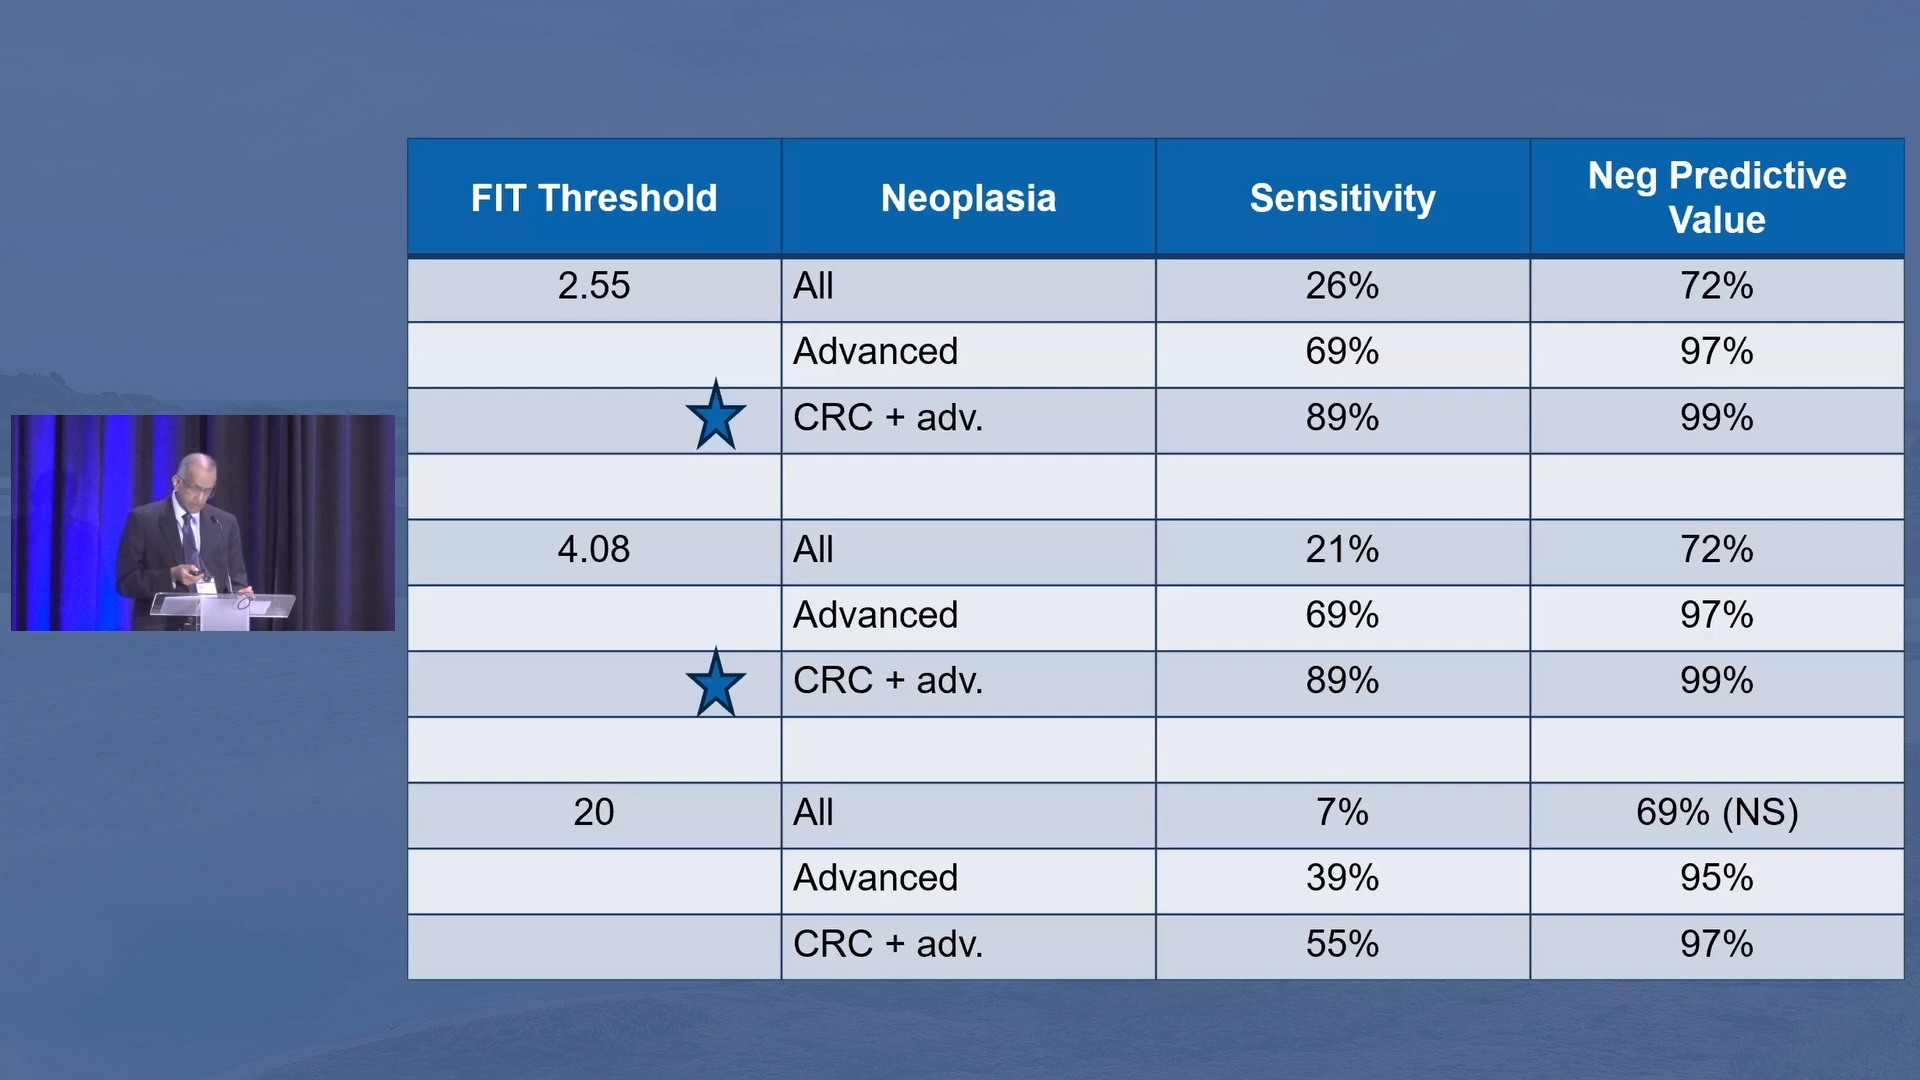 FIT Threshold Neoplasia Sensitivity Neg Predictive Value
2.55 All 26% 72%
Advanced 69% 97%
CRC + adv. 89% 99%
4.08 All 21% 72%
Advanced 69% 97%
CRC + adv. 89% 99%
20 All 7% 69% (NS)
Advanced 39% 95%
CRC + adv. 55% 97%